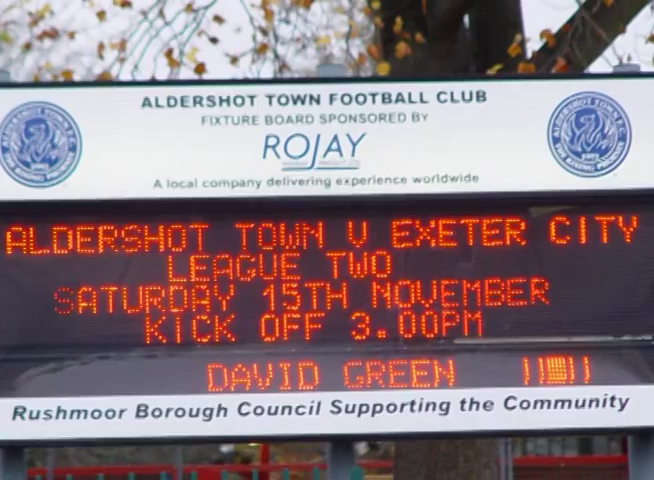 ALDERSHOT TOWN FOOTBALL CLUB
FIXTURE BOARD SPONSORED BY
ROJAY
A local company delivering experience worldwide
ALDERSHOT TOWN V EXETER CITY
LEAGUE TWO
SATURDAY 15TH NOVEMBER
KICK OFF 3.00PM
DAVID GREEN
Rushmoor Borough Council Supporting the Community